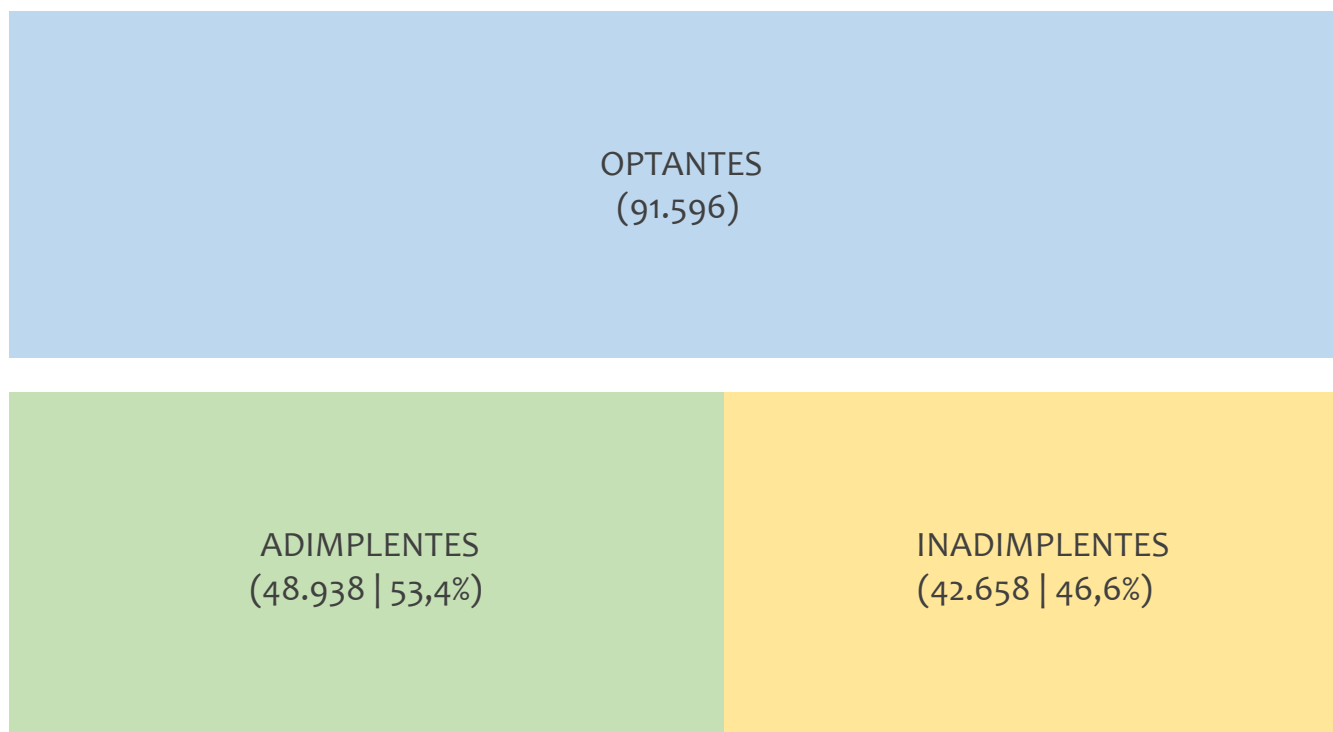 OPTANTES
(91.596)
ADIMPLENTES
(48.938 | 53,4%)
INADIMPLENTES
(42.658 | 46,6%)